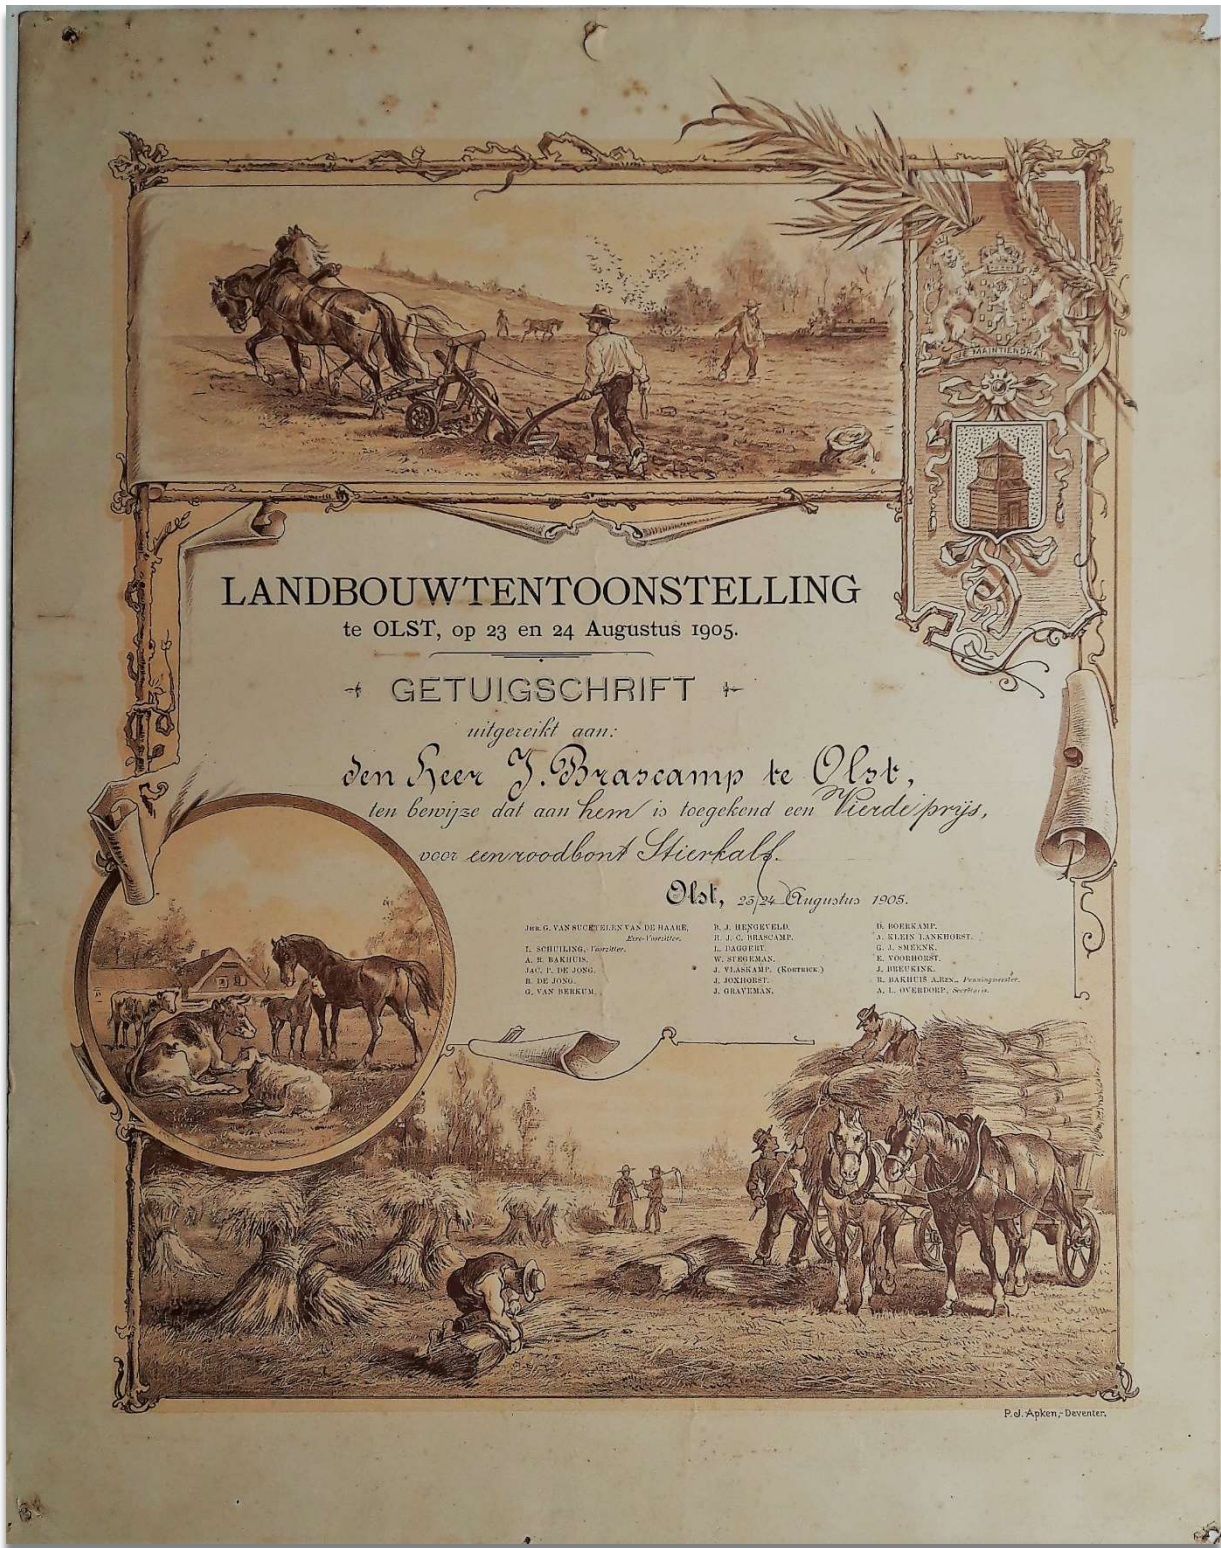 JE MAINTIENDRAI
LANDBOUWTENTOONSTELLING
te OLST, op 23 en 24 Augustus 1905.
GETUIGSCHRIFT
uitgereikt aan:
den Heer J. Brascamp te Olst,
ten bewijze dat aan hem is toegekend een Vierde prijs,
voor een roodbont Stierkalf.
Olst, 23/24 Augustus 1905.
JHR. G. VAN SUCHTELEN VAN DE HAARE,
Eere-Voorzitter.
L. SCHUILING, Voorzitter.
A. R. BAKHUIS.
JAC. P. DE JONG.
B. DE JONG.
G. VAN BERKUM.
B. J. HENGEVELD.
H. J. C. BRASCAMP.
L. DAGGERT.
W. STEGEMAN.
J. VLASKAMP. (KORTRICK.)
J. JOXHORST.
J. GRAVEMAN.
D. BOERKAMP.
A. KLEIN LANKHORST.
G. J. SMEENK.
E. VOORHORST.
J. BREUKINK.
R. BAKHUIS A.RZN., Penningmeester.
A. L. OVERDORP, Secretaris.
P. J. Apken,-Deventer.